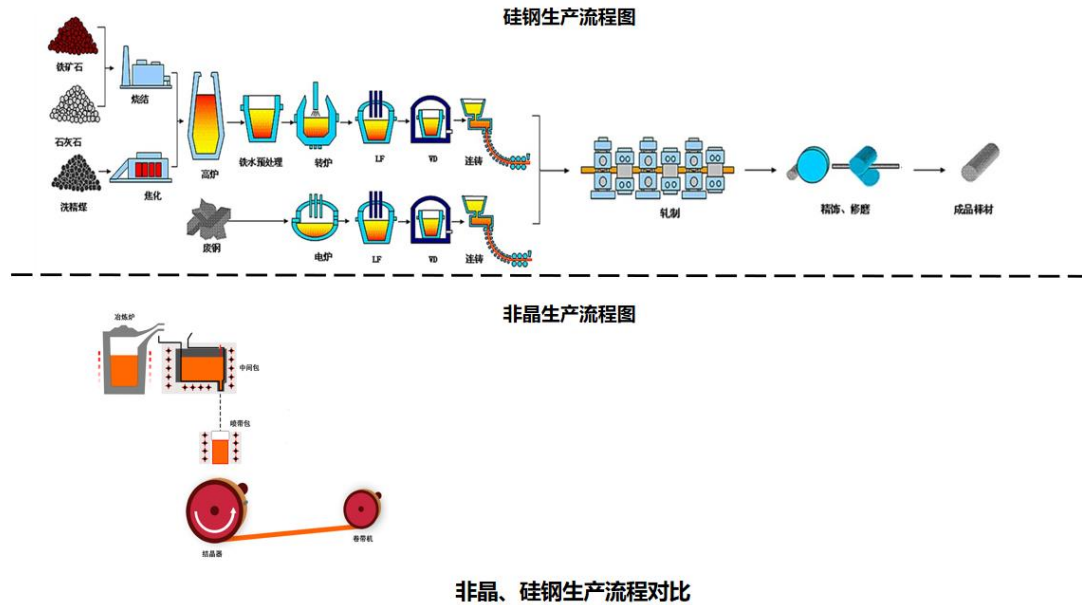 硅钢生产流程图
铁矿石
烧结
石灰石
洗精煤
焦化
高炉
铁水预处理
转炉
LF
VD
连铸
废钢
电炉
LF
VD
连铸
轧制
精饰、修磨
成品棒材
非晶生产流程图
冶炼炉
中间包
喷带包
结晶器
卷带机
非晶、硅钢生产流程对比